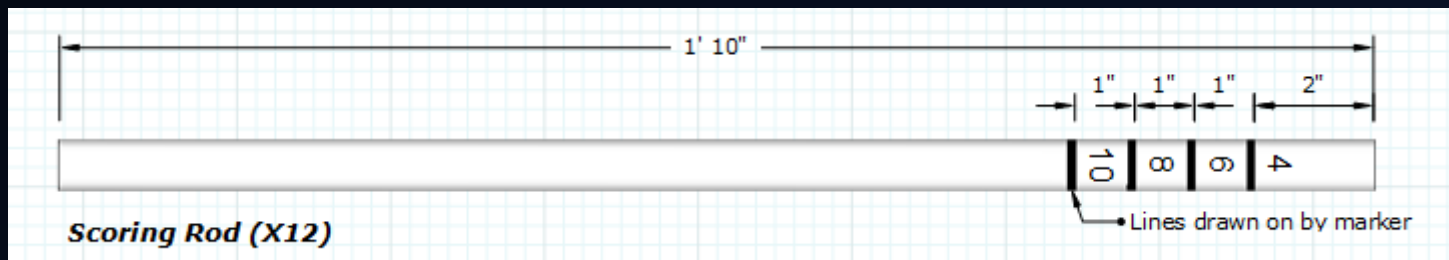 1' 10"
1" 1" 1" 2"
10 8 6 4
Lines drawn on by marker
Scoring Rod (X12)